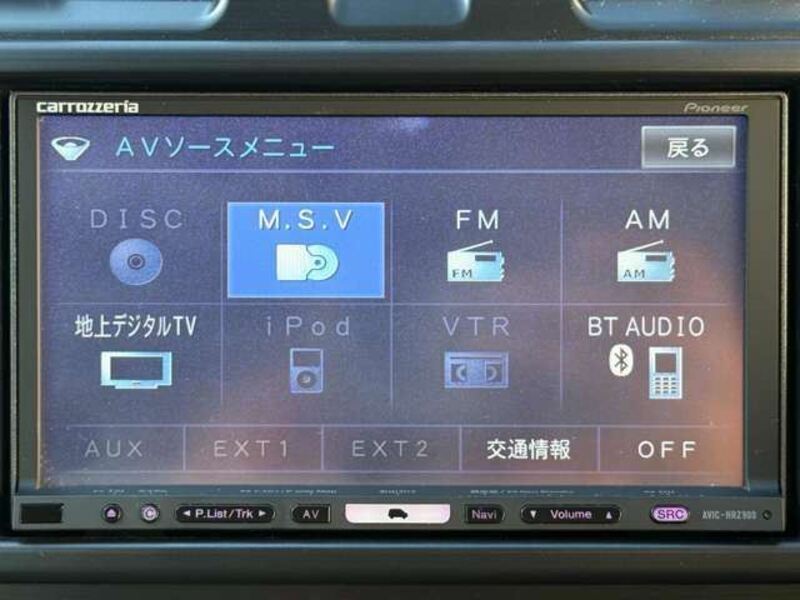 carrozzeria
Pioneer
AVソースメニュー
戻る
DISC
M.S.V
FM
AM
FM
AM
地上デジタルTV
iPod
VTR
BT AUDIO
AUX
EXT1
EXT2
交通情報
OFF
P.List/Trk
AV
Navi
Volume
SRC
AVIC-HRZ900